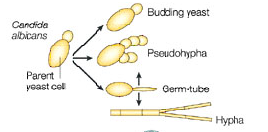 Budding yeast
Candida
albicans
Pseudohypha
Parent
yeast cell
Germ-tube
Hypha